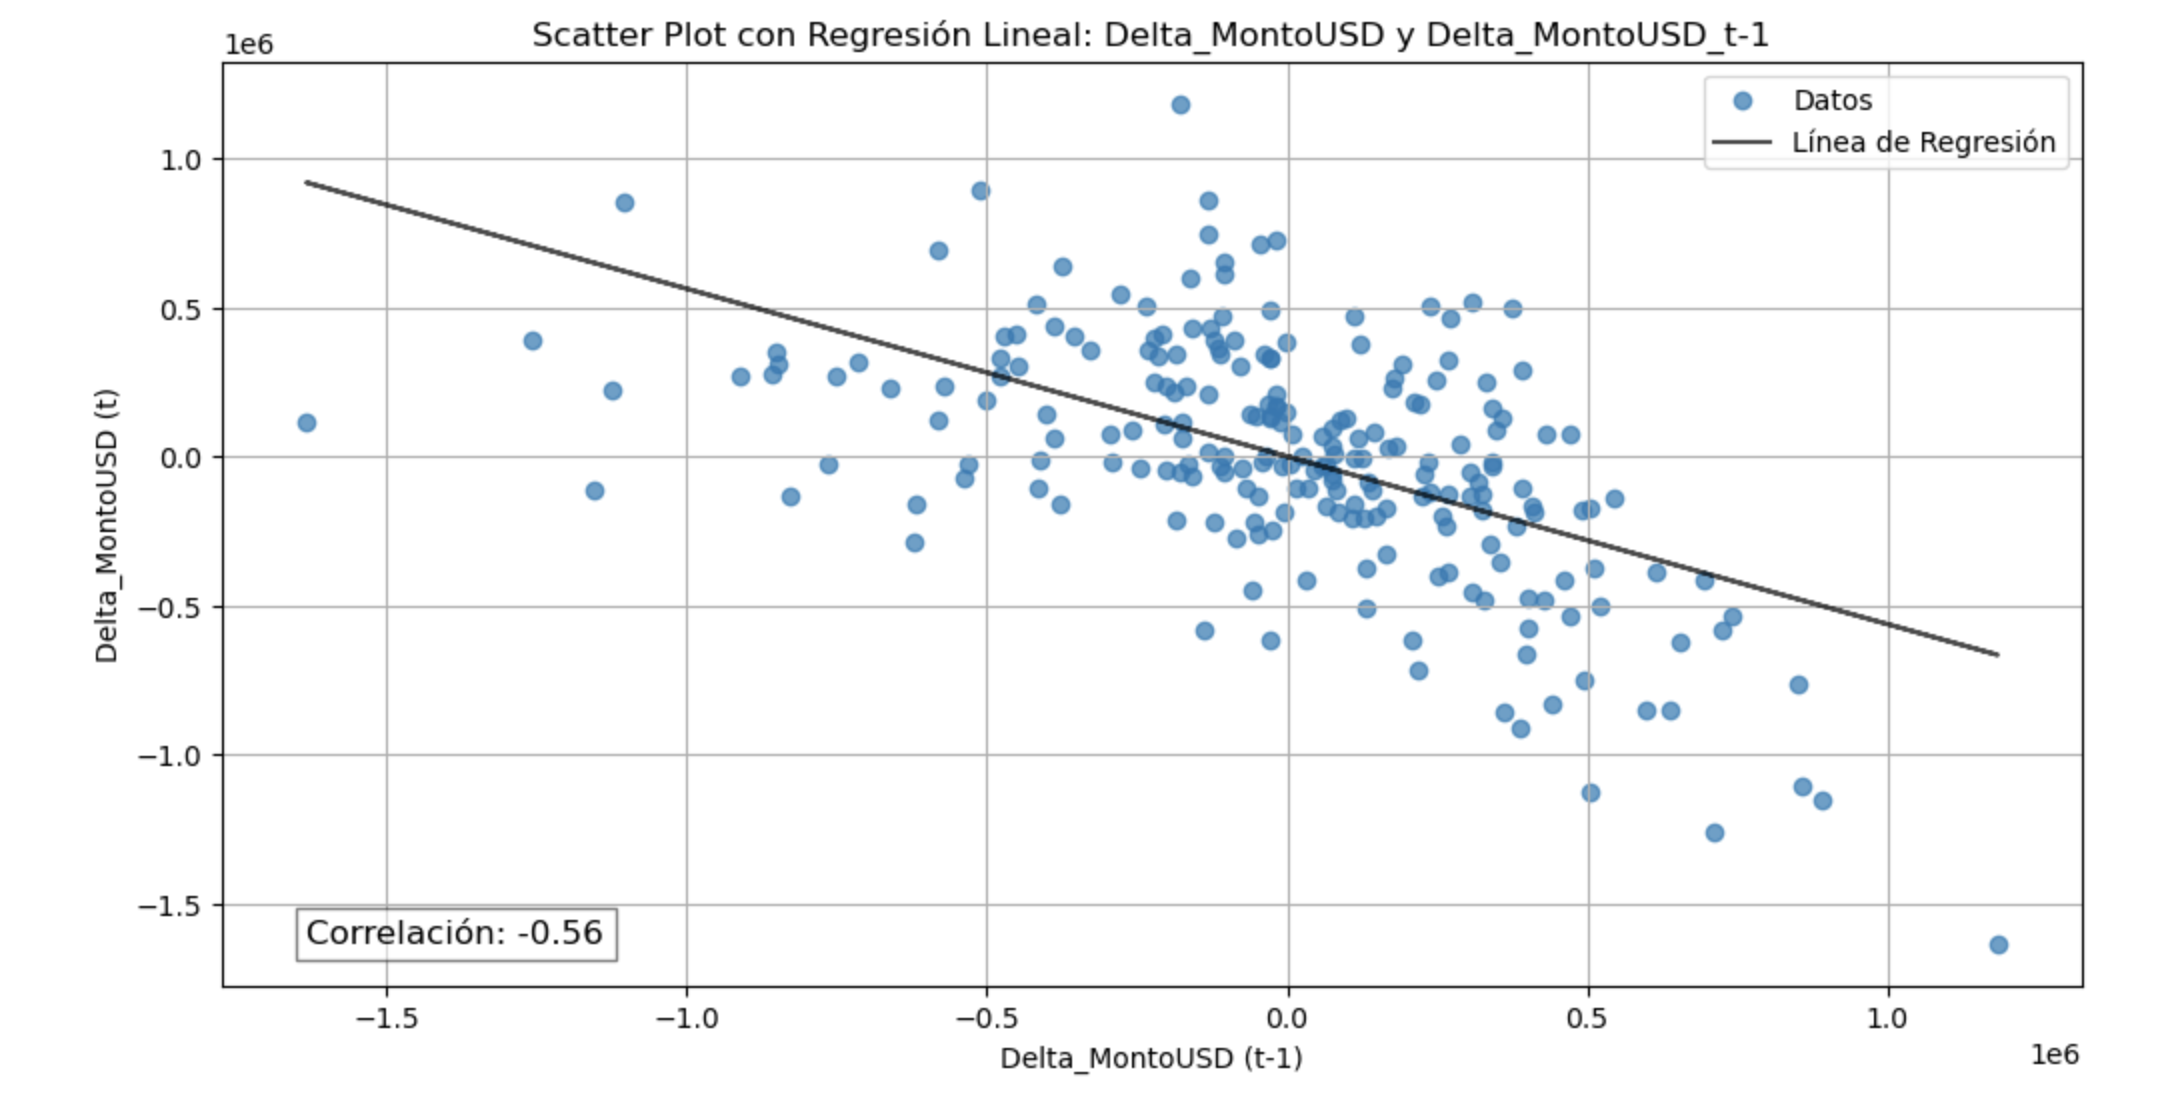 Scatter Plot con Regresión Lineal: Delta_MontoUSD y Delta_MontoUSD_t-1
1e6
Datos
Línea de Regresión
1.0
0.5
0.0
−0.5
−1.0
−1.5
Delta_MontoUSD (t)
Correlación: -0.56
−1.5
−1.0
−0.5
0.0
0.5
1.0
1e6
Delta_MontoUSD (t-1)